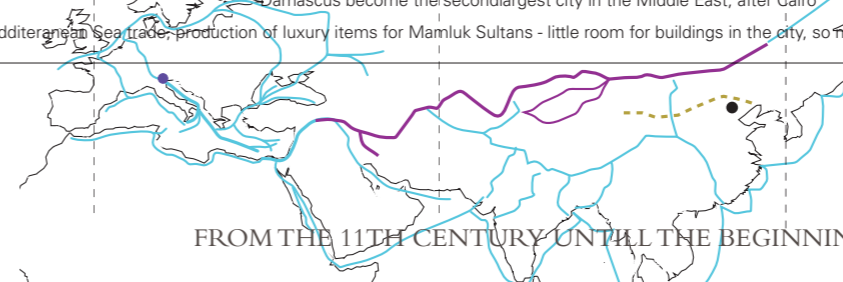 Damascus become the secondlargest city in the Middle East, after Cairo
dditeranean Sea trade, production of luxury items for Mamluk Sultans - little room for buildings in the city, so
FROM THE 11TH CENTURY UNTILL THE BEGINNIN